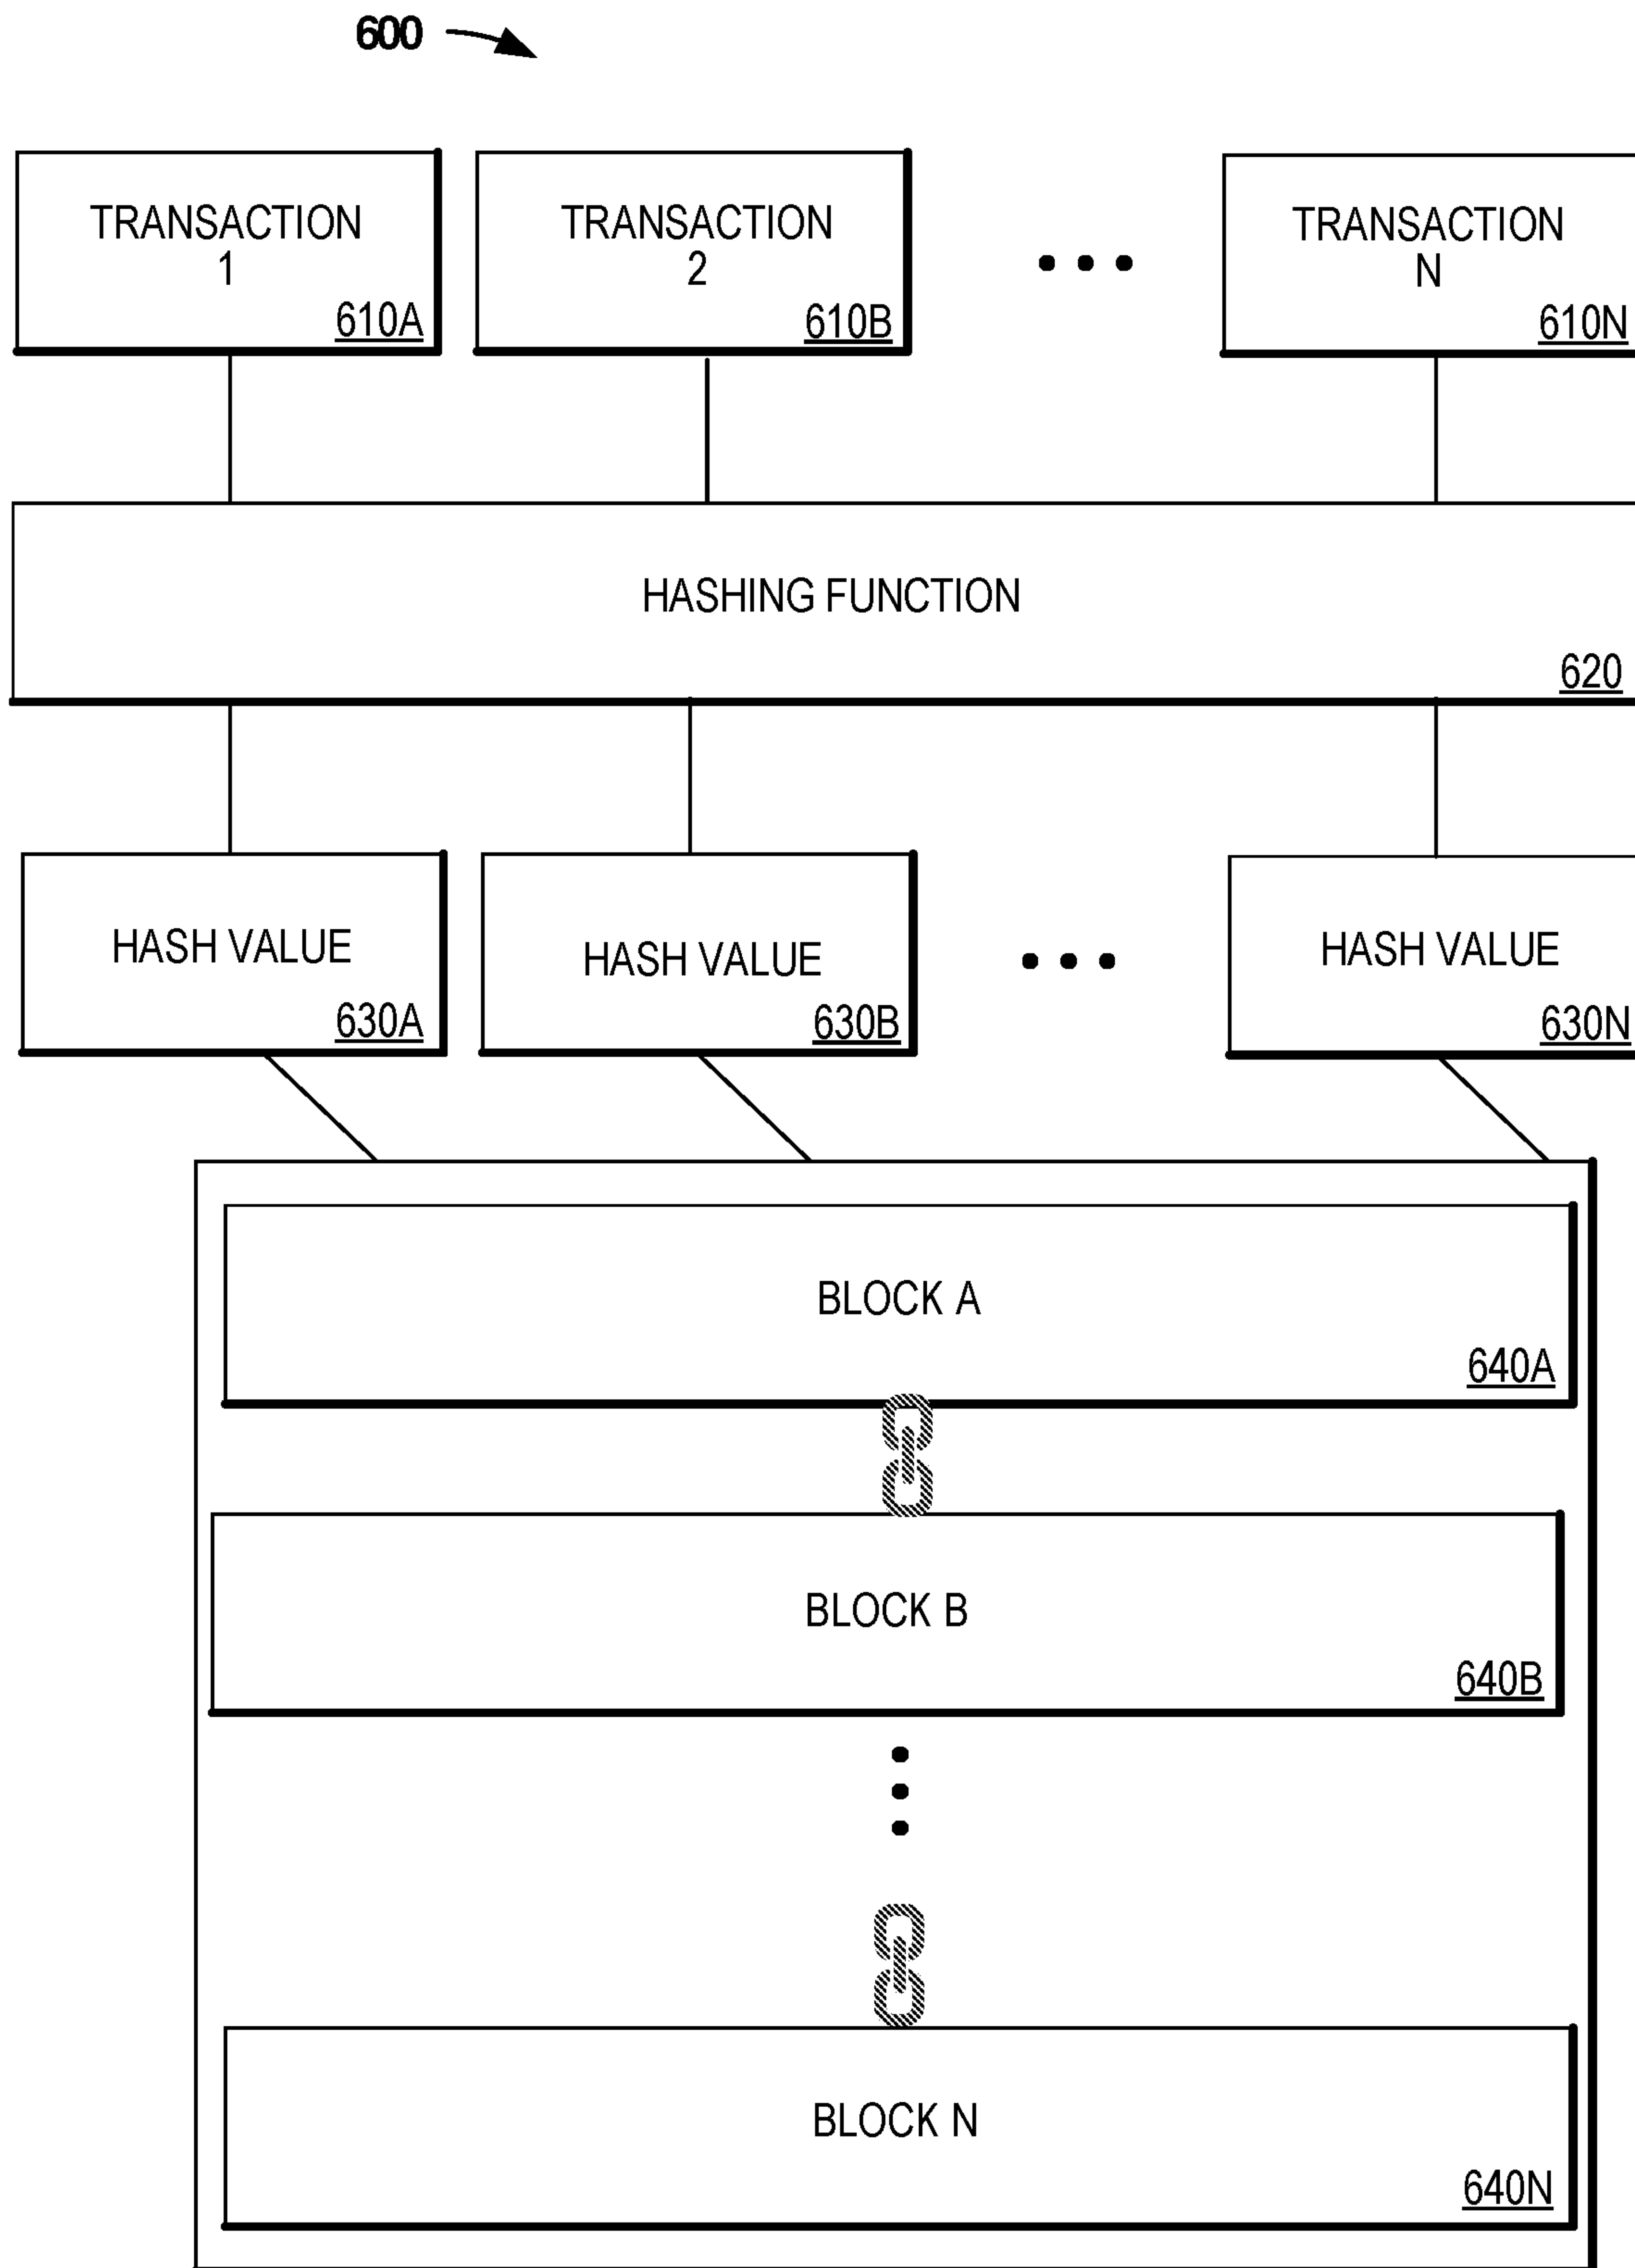 600
TRANSACTION
1
610A
TRANSACTION
2
610B
TRANSACTION
N
610N
HASHING FUNCTION
620
HASH VALUE
630A
HASH VALUE
630B
HASH VALUE
630N
BLOCK A
640A
BLOCK B
640B
BLOCK N
640N